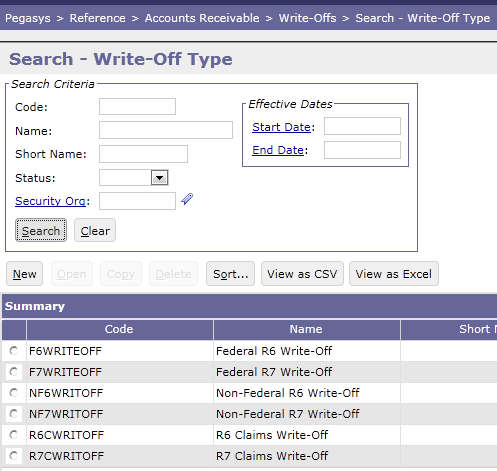 Pegasys > Reference > Accounts Receivable > Write-Offs > Search - Write-Off Type
Search - Write-Off Type
Search Criteria
Code:
Name:
Short Name:
Status:
Security Org:
Effective Dates
Start Date:
End Date:
Search Clear
New Open Copy Delete Sort... View as CSV View as Excel
Summary
Code Name Short N
F6WRITEOFF Federal R6 Write-Off
F7WRITEOFF Federal R7 Write-Off
NF6WRITOFF Non-Federal R6 Write-Off
NF7WRITOFF Non-Federal R7 Write-Off
R6CWRITOFF R6 Claims Write-Off
R7CWRITOFF R7 Claims Write-Off